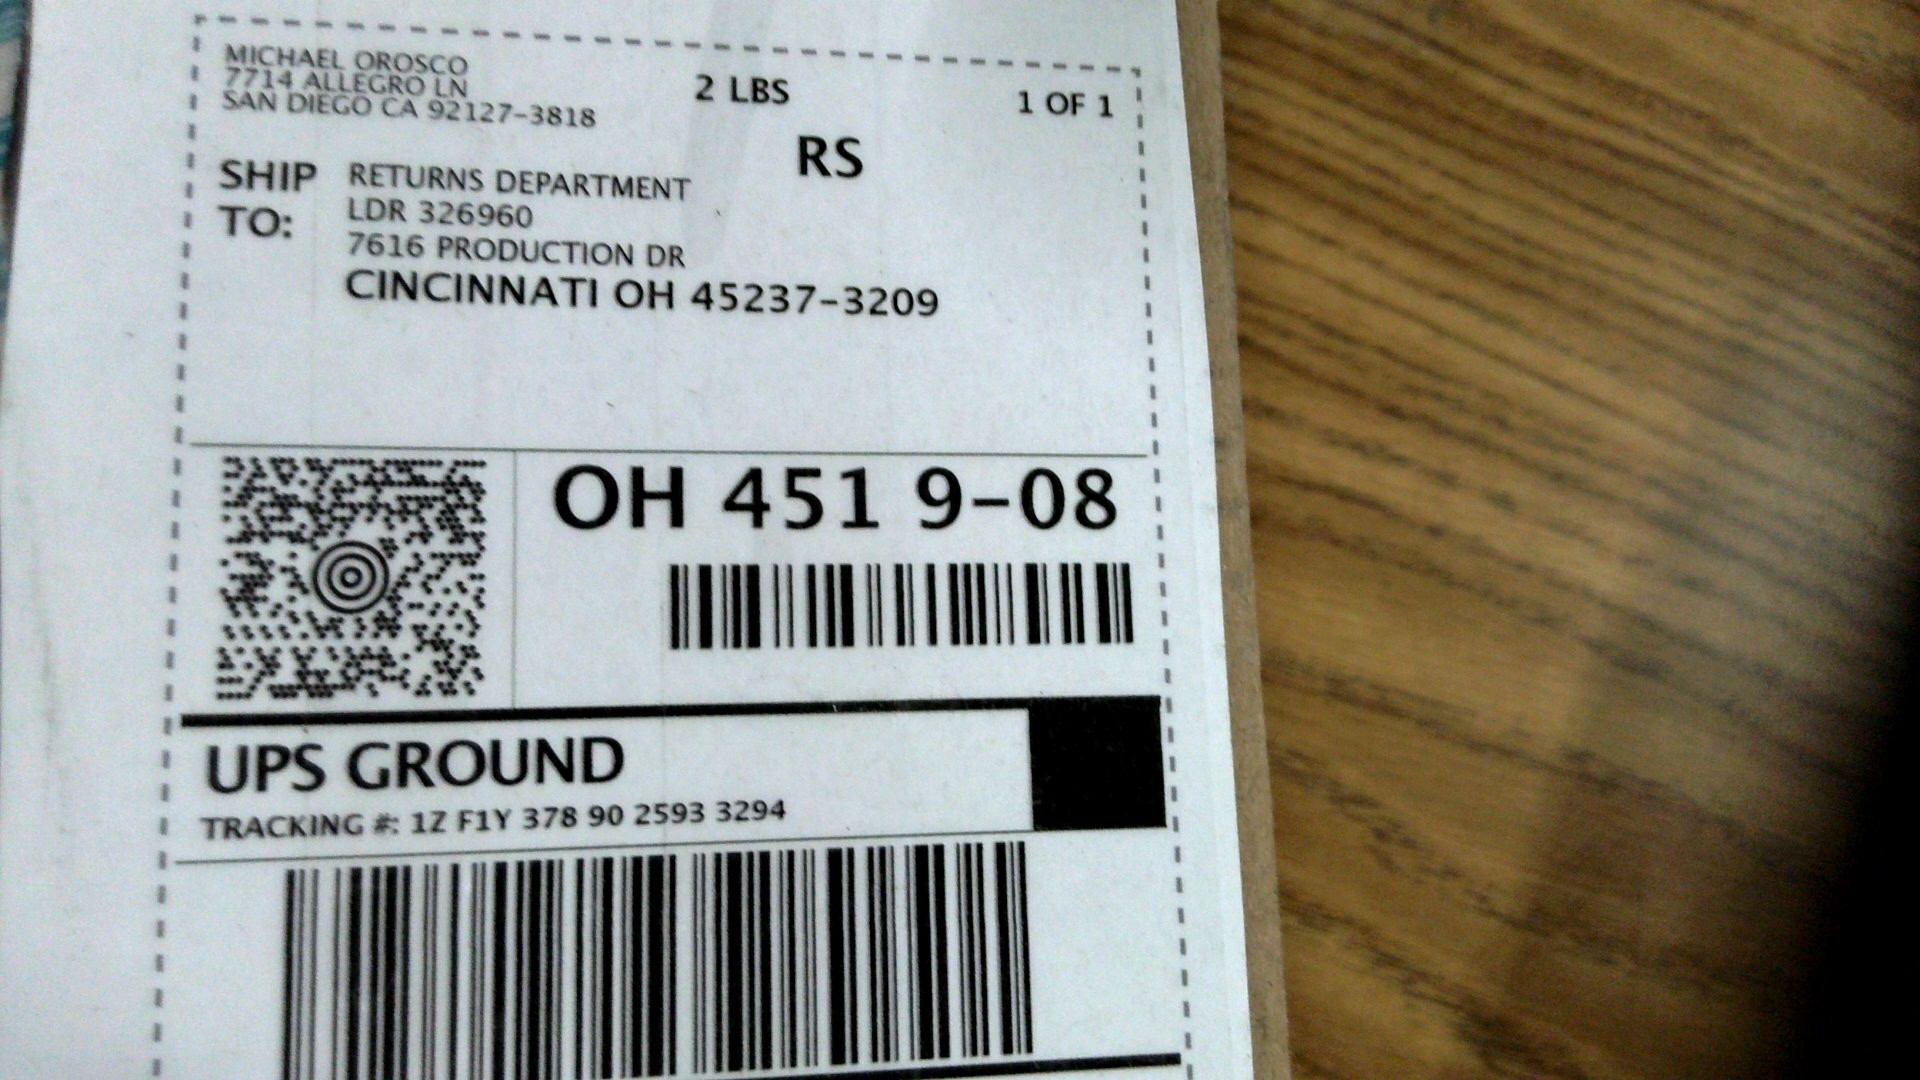 MICHAEL OROSCO
7714 ALLEGRO LN
SAN DIEGO CA 92127-3818
2 LBS
1 OF 1
RS
SHIP TO:
RETURNS DEPARTMENT
LDR 326960
7616 PRODUCTION DR
CINCINNATI OH 45237-3209
OH 451 9-08
UPS GROUND
TRACKING #: 1Z F1Y 378 90 2593 3294